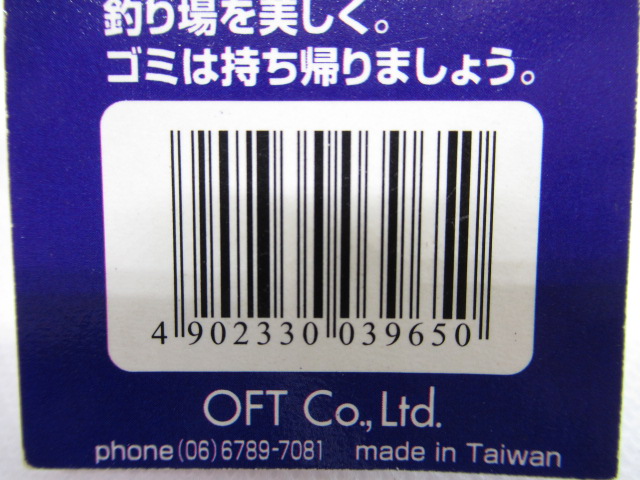 釣り場を美しく。
ゴミは持ち帰りましょう。
4 902330 039650
OFT Co., Ltd.
phone (06) 6789-7081 made in Taiwan